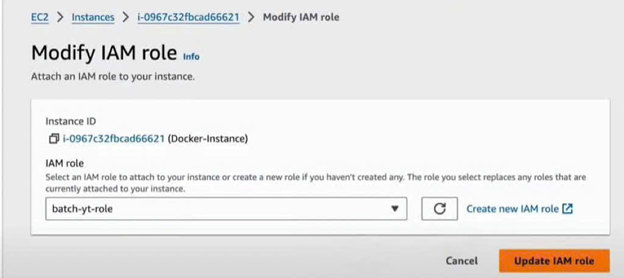 EC2 > Instances > i-0967c32fbcad66621 > Modify IAM role
Modify IAM role Info
Attach an IAM role to your instance.
Instance ID
i-0967c32fbcad66621 (Docker-Instance)
IAM role
Select an IAM role to attach to your instance or create a new role if you haven't created any. The role you select replaces any roles that are
currently attached to your instance.
batch-yt-role
Create new IAM role
Cancel
Update IAM role